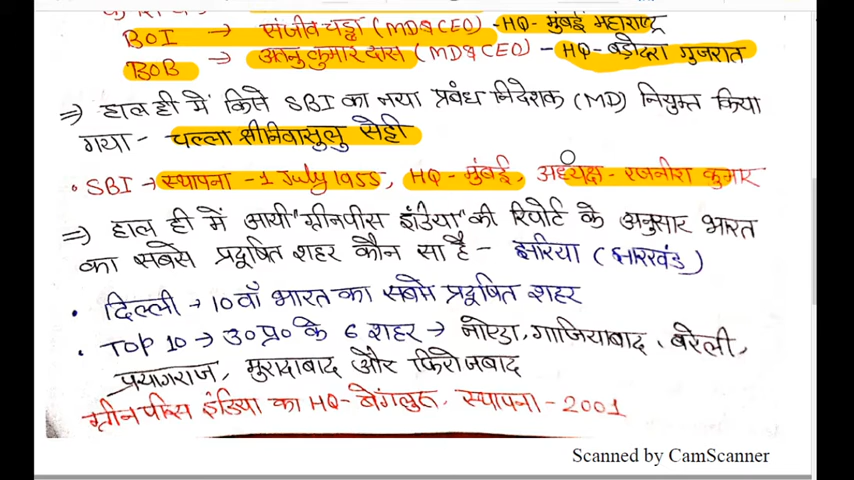 BOI → संजीव चड्ढा (MD & CEO) - HQ - मुंबई महाराष्ट्र
BOB → अतनु कुमार दास (MD & CEO) - HQ - बड़ोदरा गुजरात
⇒ हाल ही में किसे SBI का नया प्रबंध निदेशक (MD) नियुक्त किया
गया - चल्ला श्रीनिवासुलु सेट्टी
• SBI → स्थापना - 1 July 1955, HQ - मुंबई, अध्यक्ष - रजनीश कुमार
⇒ हाल ही में आयी "ग्रीनपीस इंडिया" की रिपोर्ट के अनुसार भारत
का सबसे प्रदूषित शहर कौन सा है - झरिया (झारखंड)
• दिल्ली → 10वाँ भारत का सबसे प्रदूषित शहर
• TOP 10 → उ०प्र० के 6 शहर → नोएडा, गाजियाबाद, बरेली,
प्रयागराज, मुरादाबाद और फिरोजबाद
ग्रीनपीस इंडिया का HQ - बेंगलुरू, स्थापना - 2001
Scanned by CamScanner